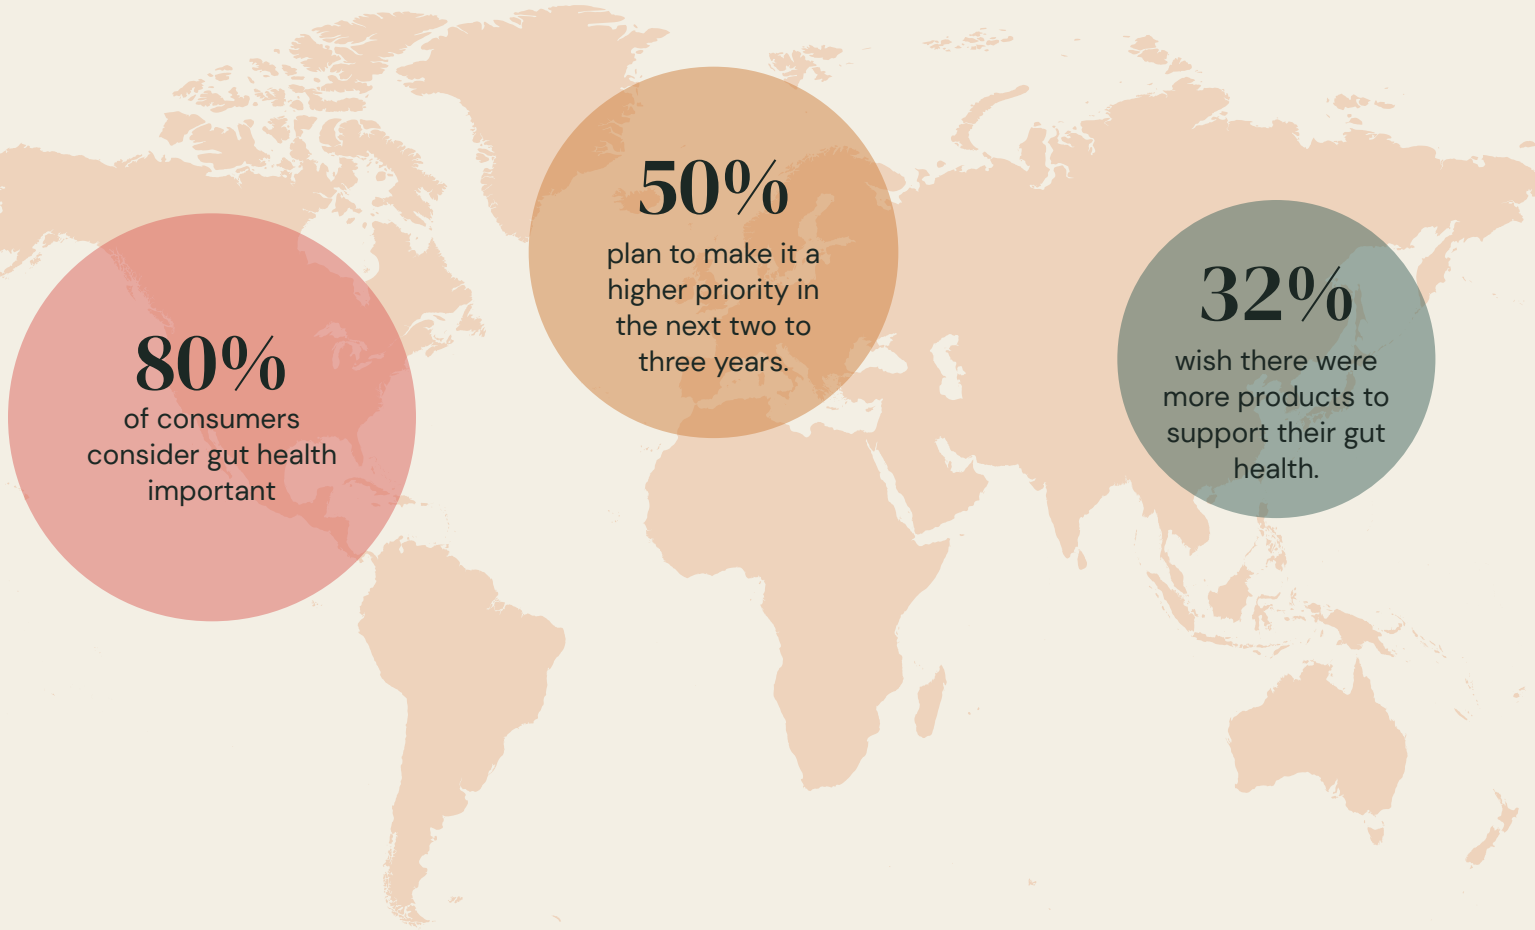 80%
of consumers
consider gut health
important
50%
plan to make it a
higher priority in
the next two to
three years.
32%
wish there were
more products to
support their gut
health.